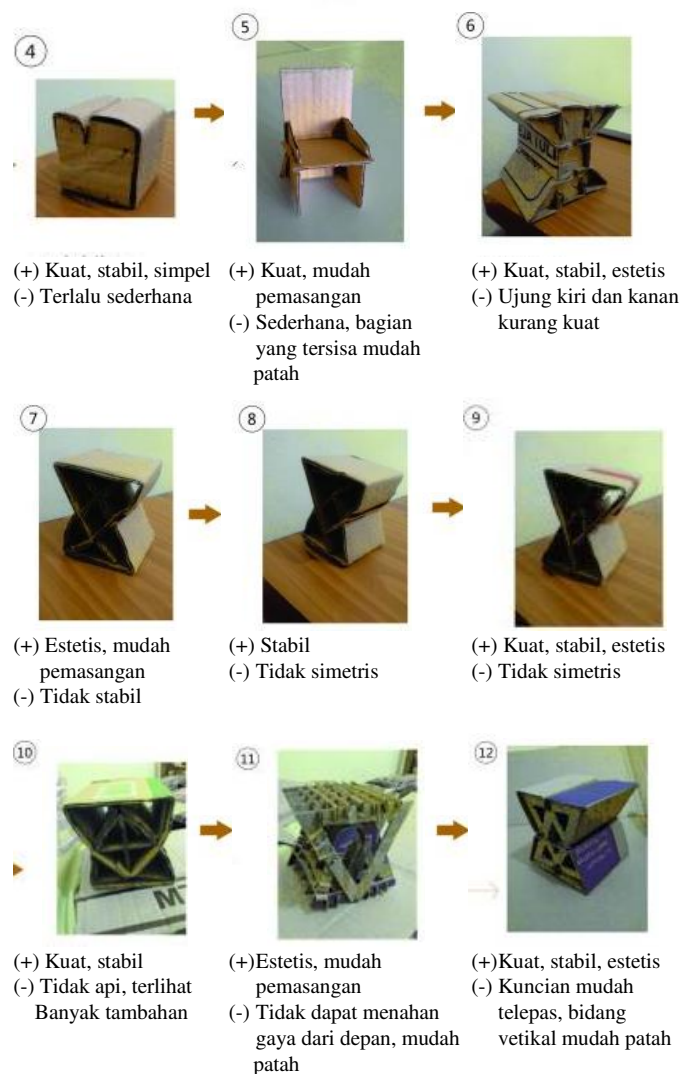 ④
⑤
⑥
(+) Kuat, stabil, simpel
(-) Terlalu sederhana
(+) Kuat, mudah
pemasangan
(-) Sederhana, bagian
yang tersisa mudah
patah
(+) Kuat, stabil, estetis
(-) Ujung kiri dan kanan
kurang kuat
⑦
⑧
⑨
(+) Estetis, mudah
pemasangan
(-) Tidak stabil
(+) Stabil
(-) Tidak simetris
(+) Kuat, stabil, estetis
(-) Tidak simetris
⑩
⑪
⑫
(+) Kuat, stabil
(-) Tidak api, terlihat
Banyak tambahan
(+)Estetis, mudah
pemasangan
(-) Tidak dapat menahan
gaya dari depan, mudah
patah
(+)Kuat, stabil, estetis
(-) Kuncian mudah
telepas, bidang
vetikal mudah patah